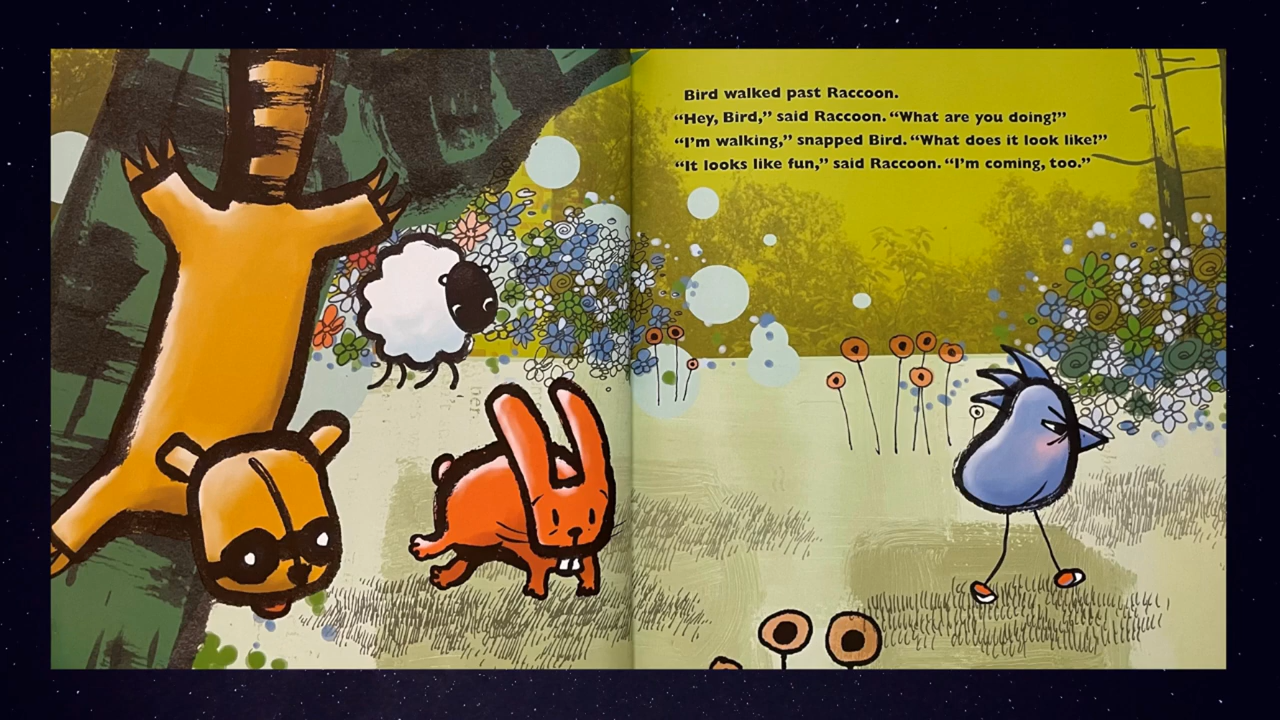 Bird walked past Raccoon.
“Hey, Bird,” said Raccoon. “What are you doing?”
“I’m walking,” snapped Bird. “What does it look like?”
“It looks like fun,” said Raccoon. “I’m coming, too.”